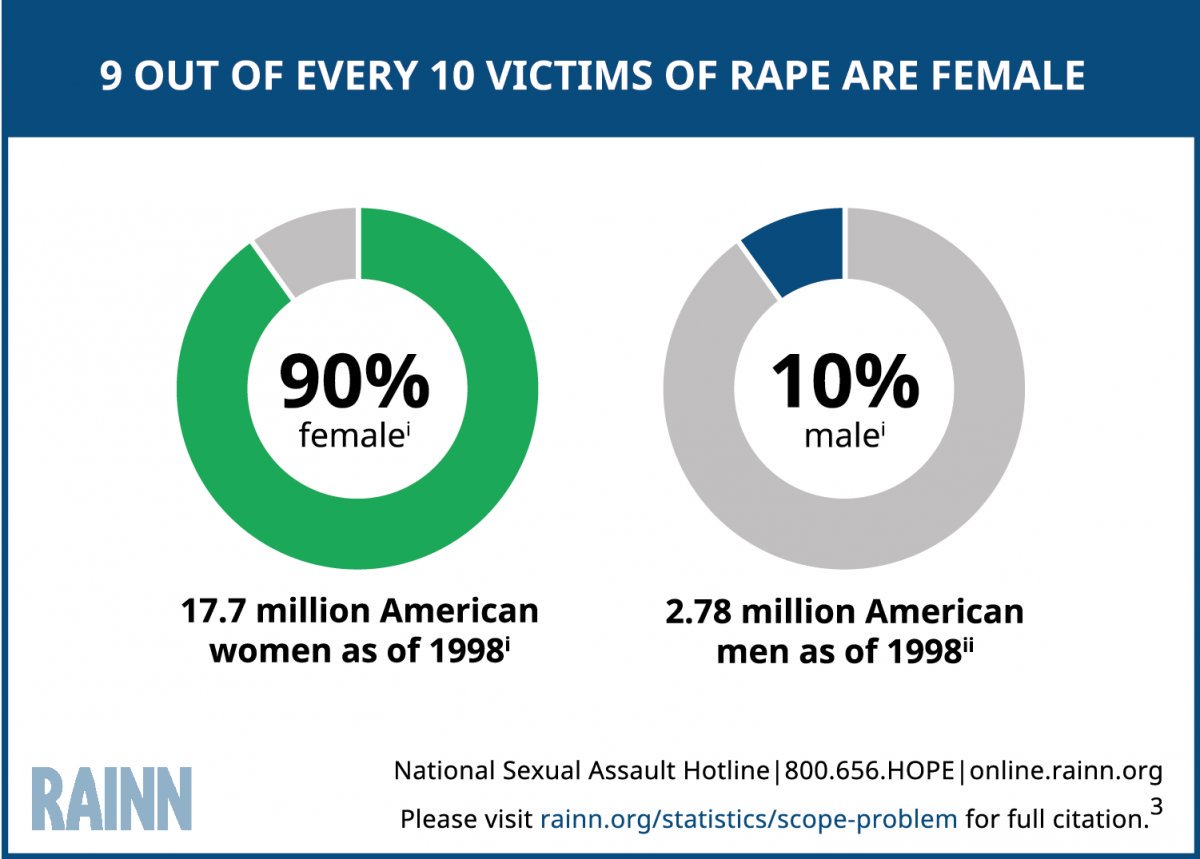 9 OUT OF EVERY 10 VICTIMS OF RAPE ARE FEMALE
90%
femaleⁱ
17.7 million American
women as of 1998ⁱ
10%
maleⁱ
2.78 million American
men as of 1998ⁱⁱ
RAINN
National Sexual Assault Hotline|800.656.HOPE|online.rainn.org
Please visit rainn.org/statistics/scope-problem for full citation.³